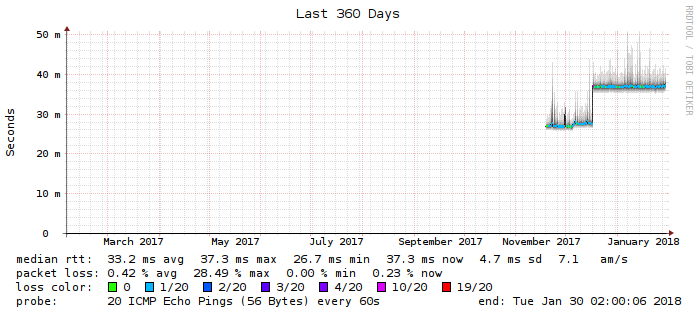 Last 360 Days
RRDTOOL / TOBI OETIKER
Seconds
50 m
40 m
30 m
20 m
10 m
0
March 2017 May 2017 July 2017 September 2017 November 2017 January 2018
median rtt: 33.2 ms avg 37.3 ms max 26.7 ms min 37.3 ms now 4.7 ms sd 7.1 am/s
packet loss: 0.42 % avg 28.49 % max 0.00 % min 0.23 % now
loss color: 0 1/20 2/20 3/20 4/20 10/20 19/20
probe: 20 ICMP Echo Pings (56 Bytes) every 60s end: Tue Jan 30 02:00:06 2018